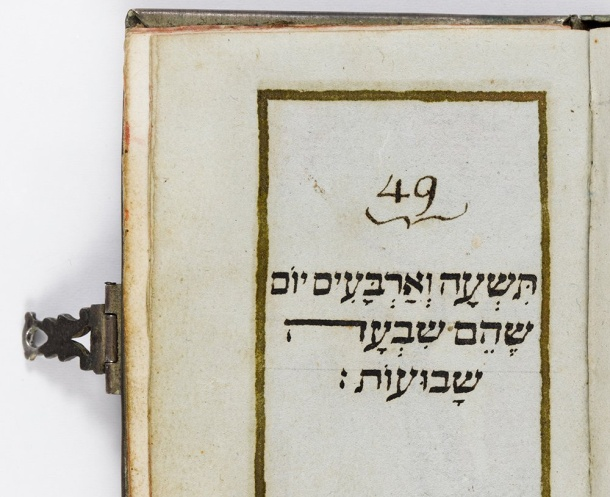 49
תִּשְׁעָה וְאַרְבָּעִים יוֹם
שֶׁהֵם שִׁבְעָה
שָׁבוּעוֹת: